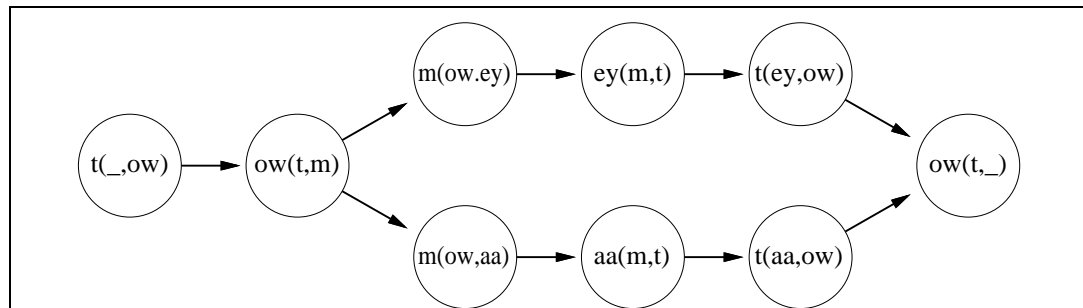 m(ow.ey) ey(m,t) t(ey,ow)
t(_,ow) ow(t,m) ow(t,_)
m(ow,aa) aa(m,t) t(aa,ow)